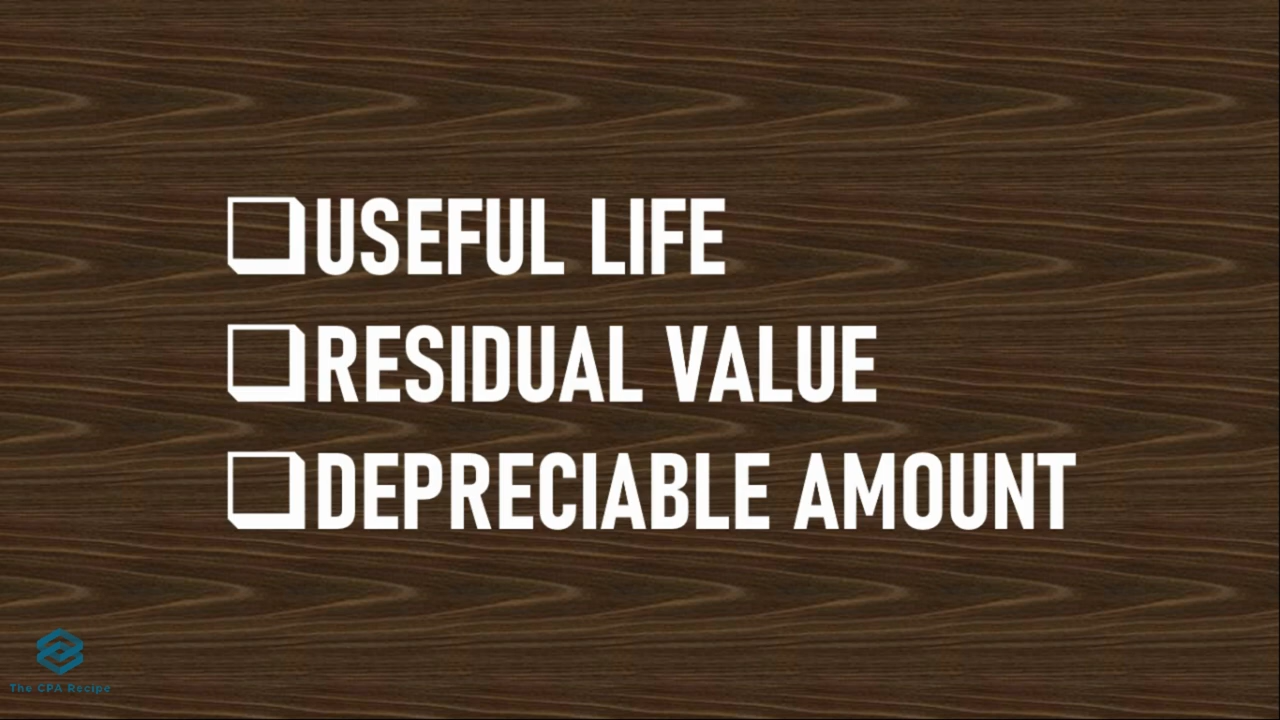 ❑USEFUL LIFE
❑RESIDUAL VALUE
❑DEPRECIABLE AMOUNT
The CPA Recipe